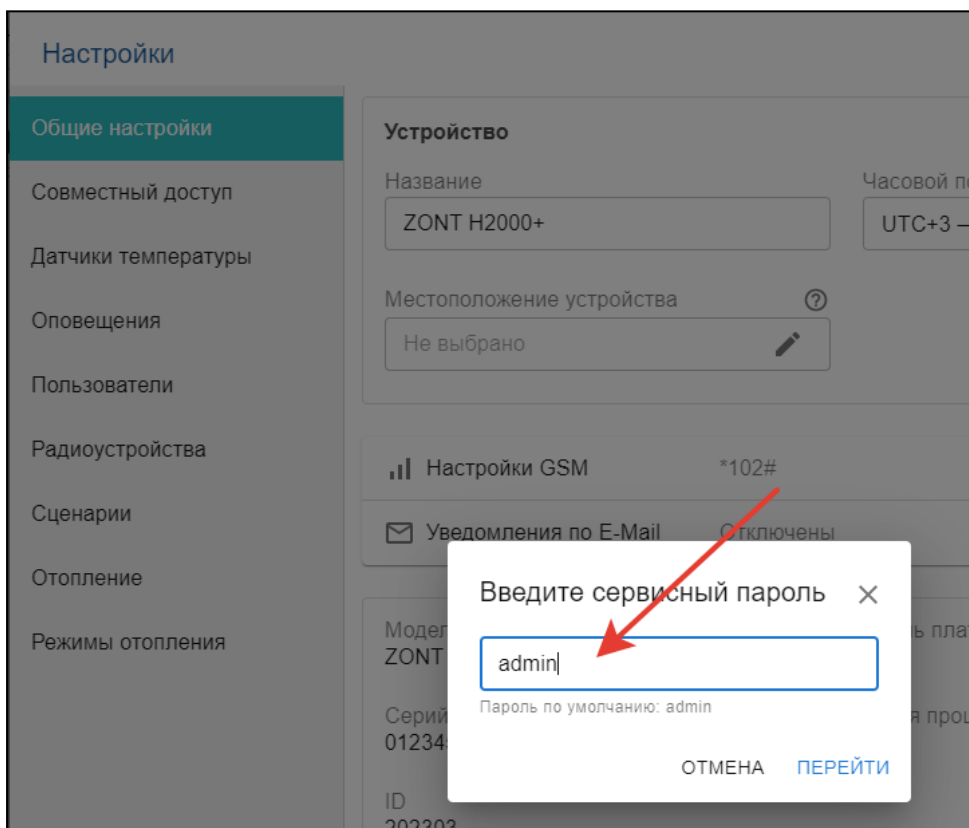 Настройки
Общие настройки
Совместный доступ
Датчики температуры
Оповещения
Пользователи
Радиоустройства
Сценарии
Отопление
Режимы отопления
Устройство
Название
ZONT H2000+
UTC+3 —
Часовой
Местоположение устройства
Не выбрано
Настройки GSM *102#
Уведомления по E-Mail Отключены
Введите сервисный пароль
admin
Пароль по умолчанию: admin
ОТМЕНА ПЕРЕЙТИ
ZONT
ID
202303